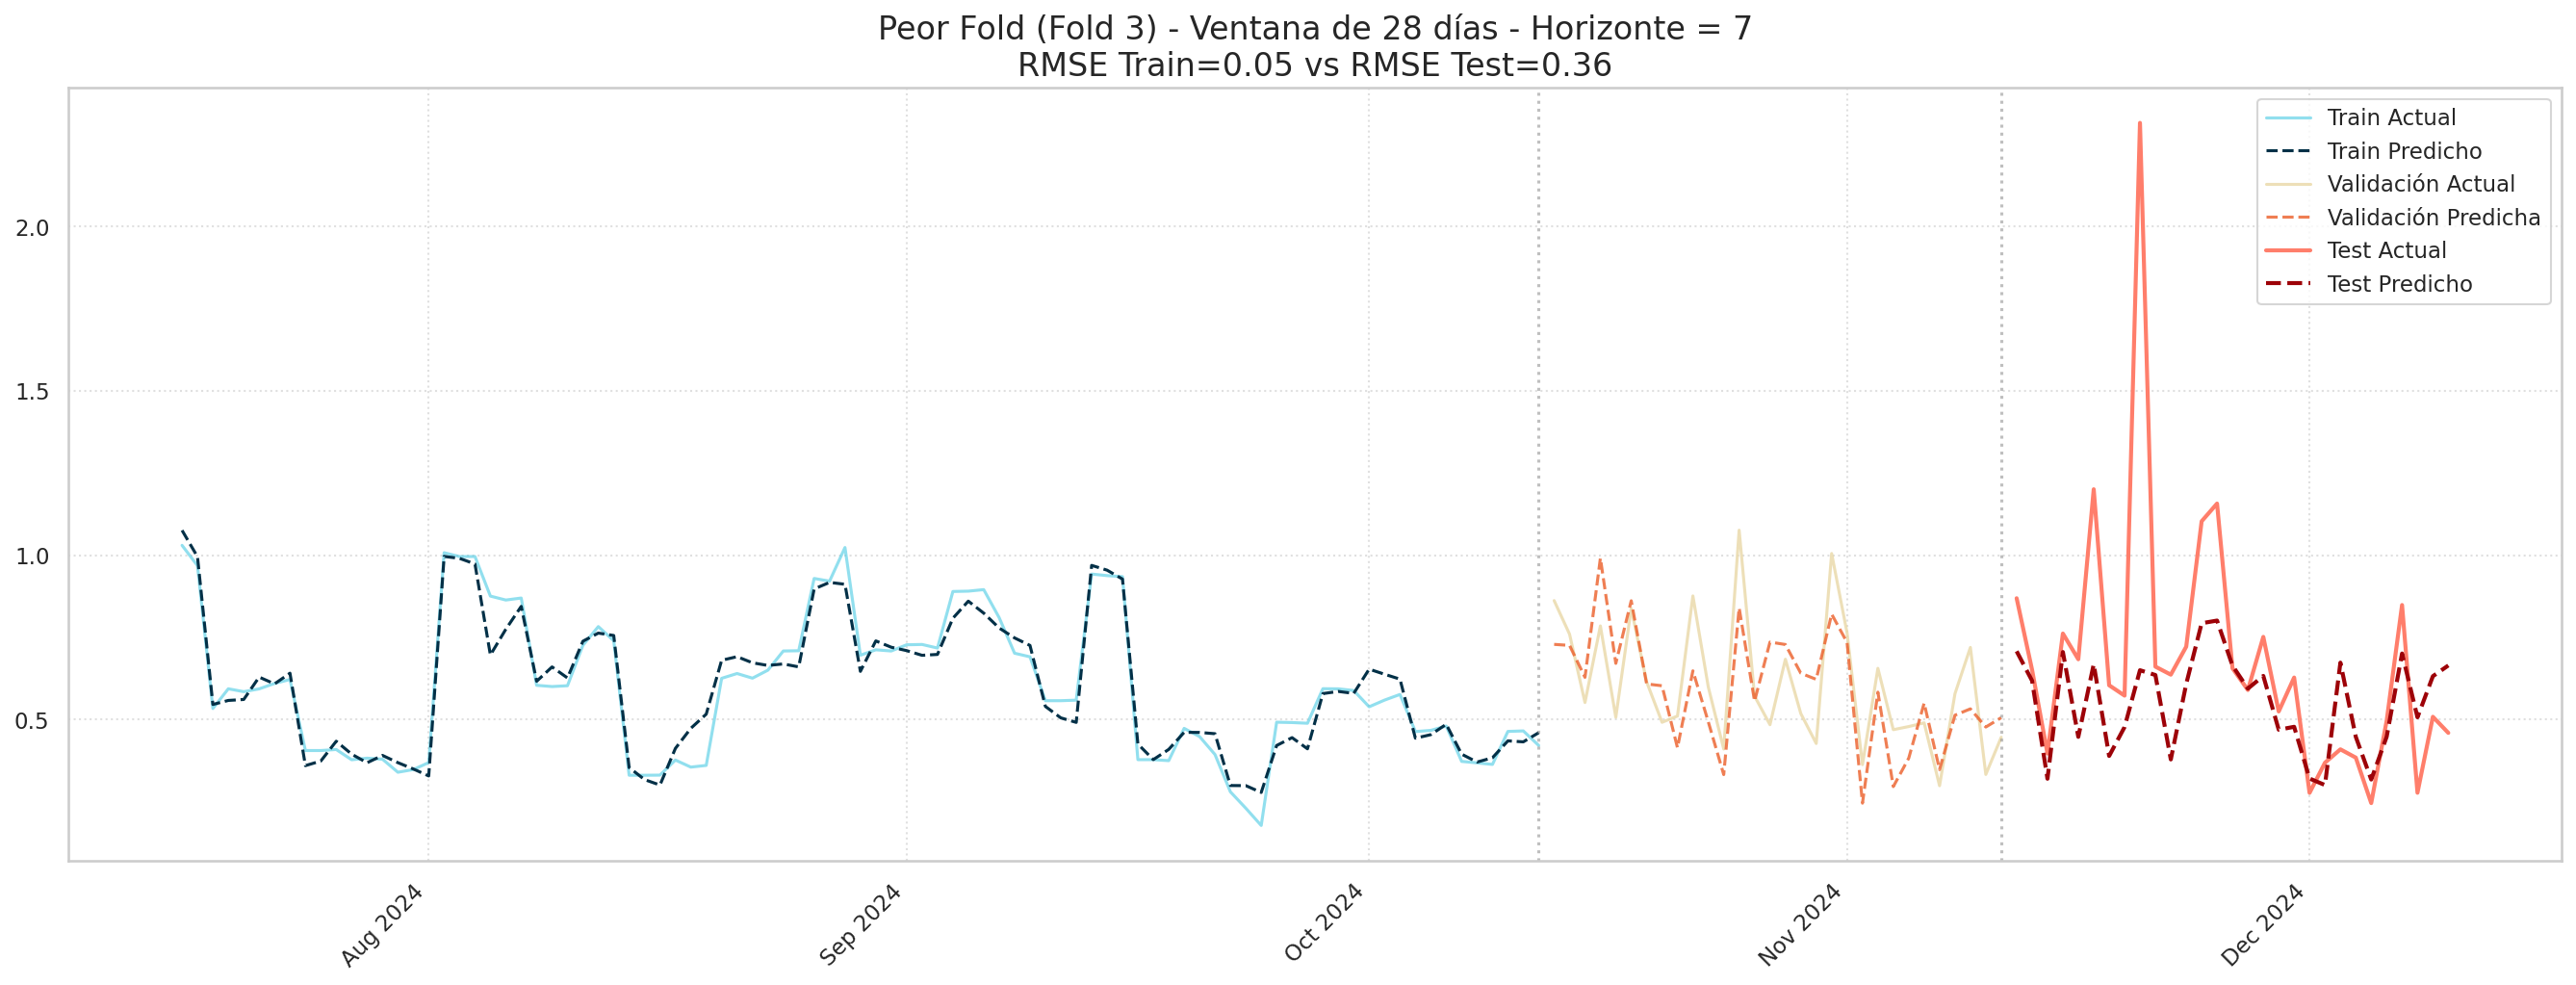 Peor Fold (Fold 3) - Ventana de 28 días - Horizonte = 7
RMSE Train=0.05 vs RMSE Test=0.36
Train Actual
Train Predicho
Validación Actual
Validación Predicha
Test Actual
Test Predicho
2.0
1.5
1.0
0.5
Aug 2024
Sep 2024
Oct 2024
Nov 2024
Dec 2024